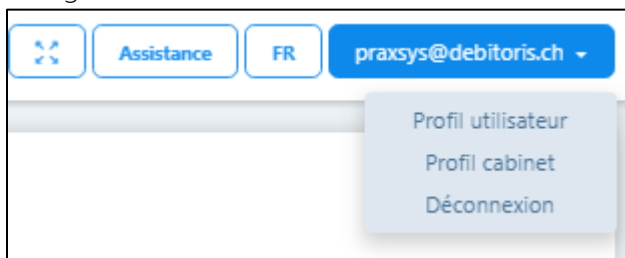 Assistance FR praxsys@debitoris.ch
Profil utilisateur
Profil cabinet
Déconnexion